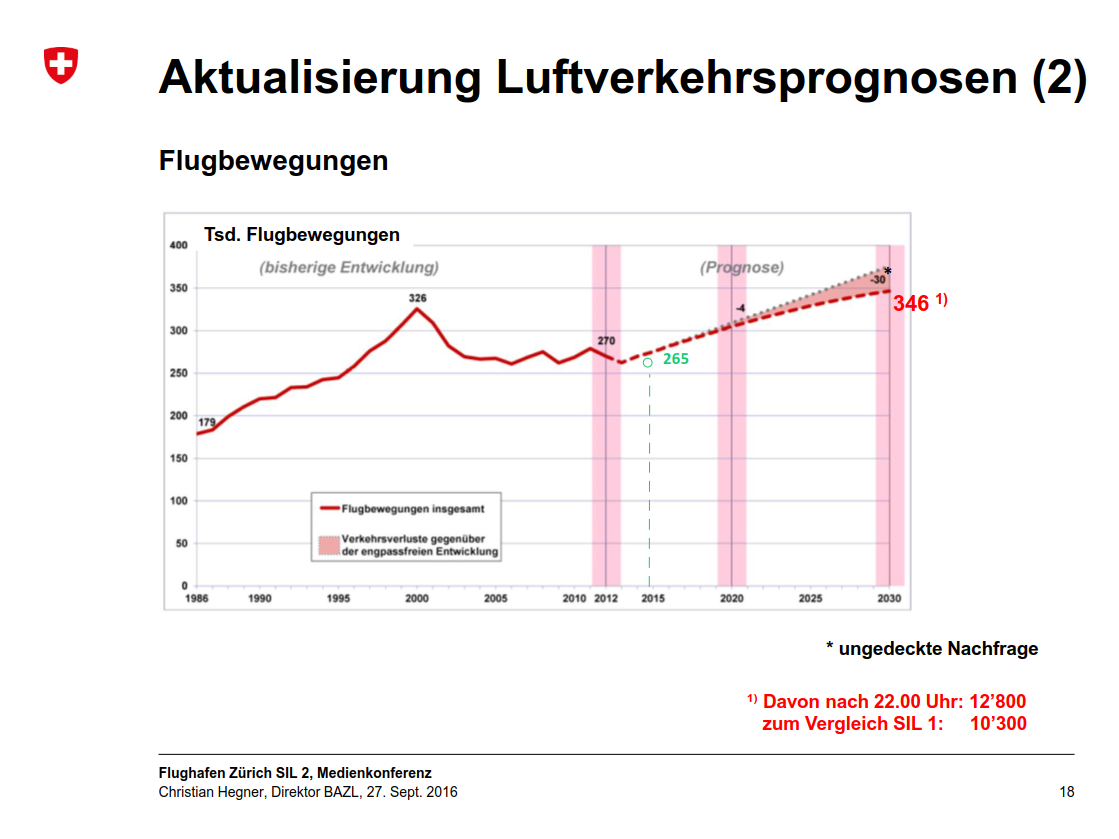 Aktualisierung Luftverkehrsprognosen (2)
Flugbewegungen
Tsd. Flugbewegungen
400
350
300
250
200
150
100
50
0
(bisherige Entwicklung)
(Prognose)
179
326
270
265
-4
-30
*
346 ¹⁾
Flugbewegungen insgesamt
Verkehrsverluste gegenüber
der engpassfreien Entwicklung
1986 1990 1995 2000 2005 2010 2012 2015 2020 2025 2030
* ungedeckte Nachfrage
¹⁾ Davon nach 22.00 Uhr: 12’800
zum Vergleich SIL 1: 10’300
Flughafen Zürich SIL 2, Medienkonferenz
Christian Hegner, Direktor BAZL, 27. Sept. 2016
18